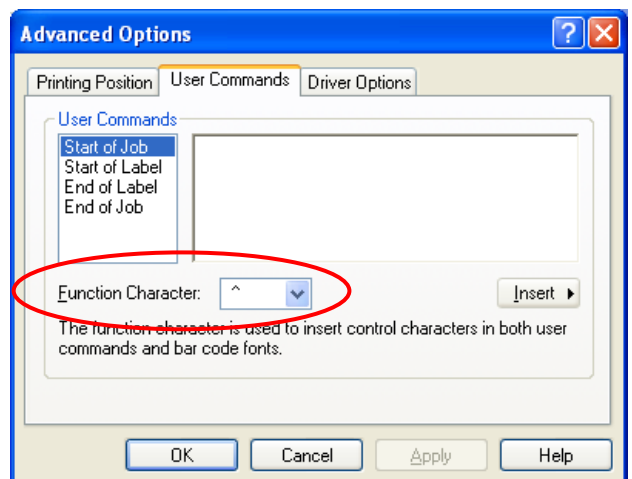 Advanced Options
?
Printing Position User Commands Driver Options
User Commands
Start of Job
Start of Label
End of Label
End of Job
Function Character: ^ Insert
The function character is used to insert control characters in both user
commands and bar code fonts.
OK Cancel Apply Help